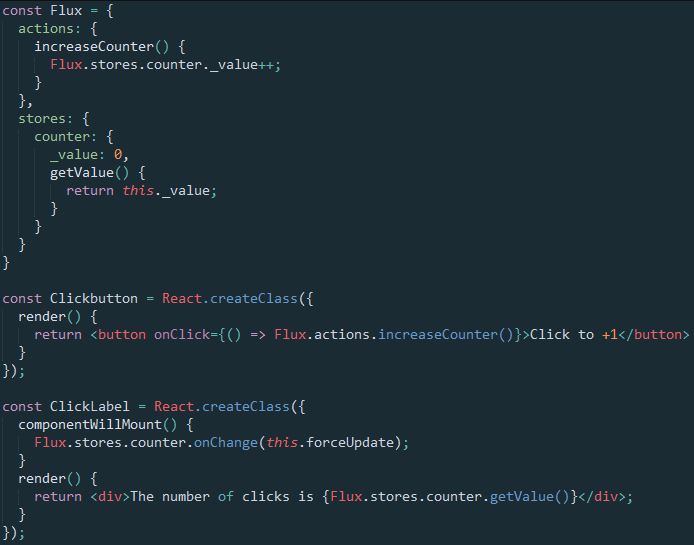 const Flux = {
  actions: {
    increaseCounter() {
      Flux.stores.counter._value++;
    }
  },
  stores: {
    counter: {
      _value: 0,
      getValue() {
        return this._value;
      }
    }
  }
}

const Clickbutton = React.createClass({
  render() {
    return <button onClick={() => Flux.actions.increaseCounter()}>Click to +1</button>
  }
});

const ClickLabel = React.createClass({
  componentWillMount() {
    Flux.stores.counter.onChange(this.forceUpdate);
  }
  render() {
    return <div>The number of clicks is {Flux.stores.counter.getValue()}</div>;
  }
});